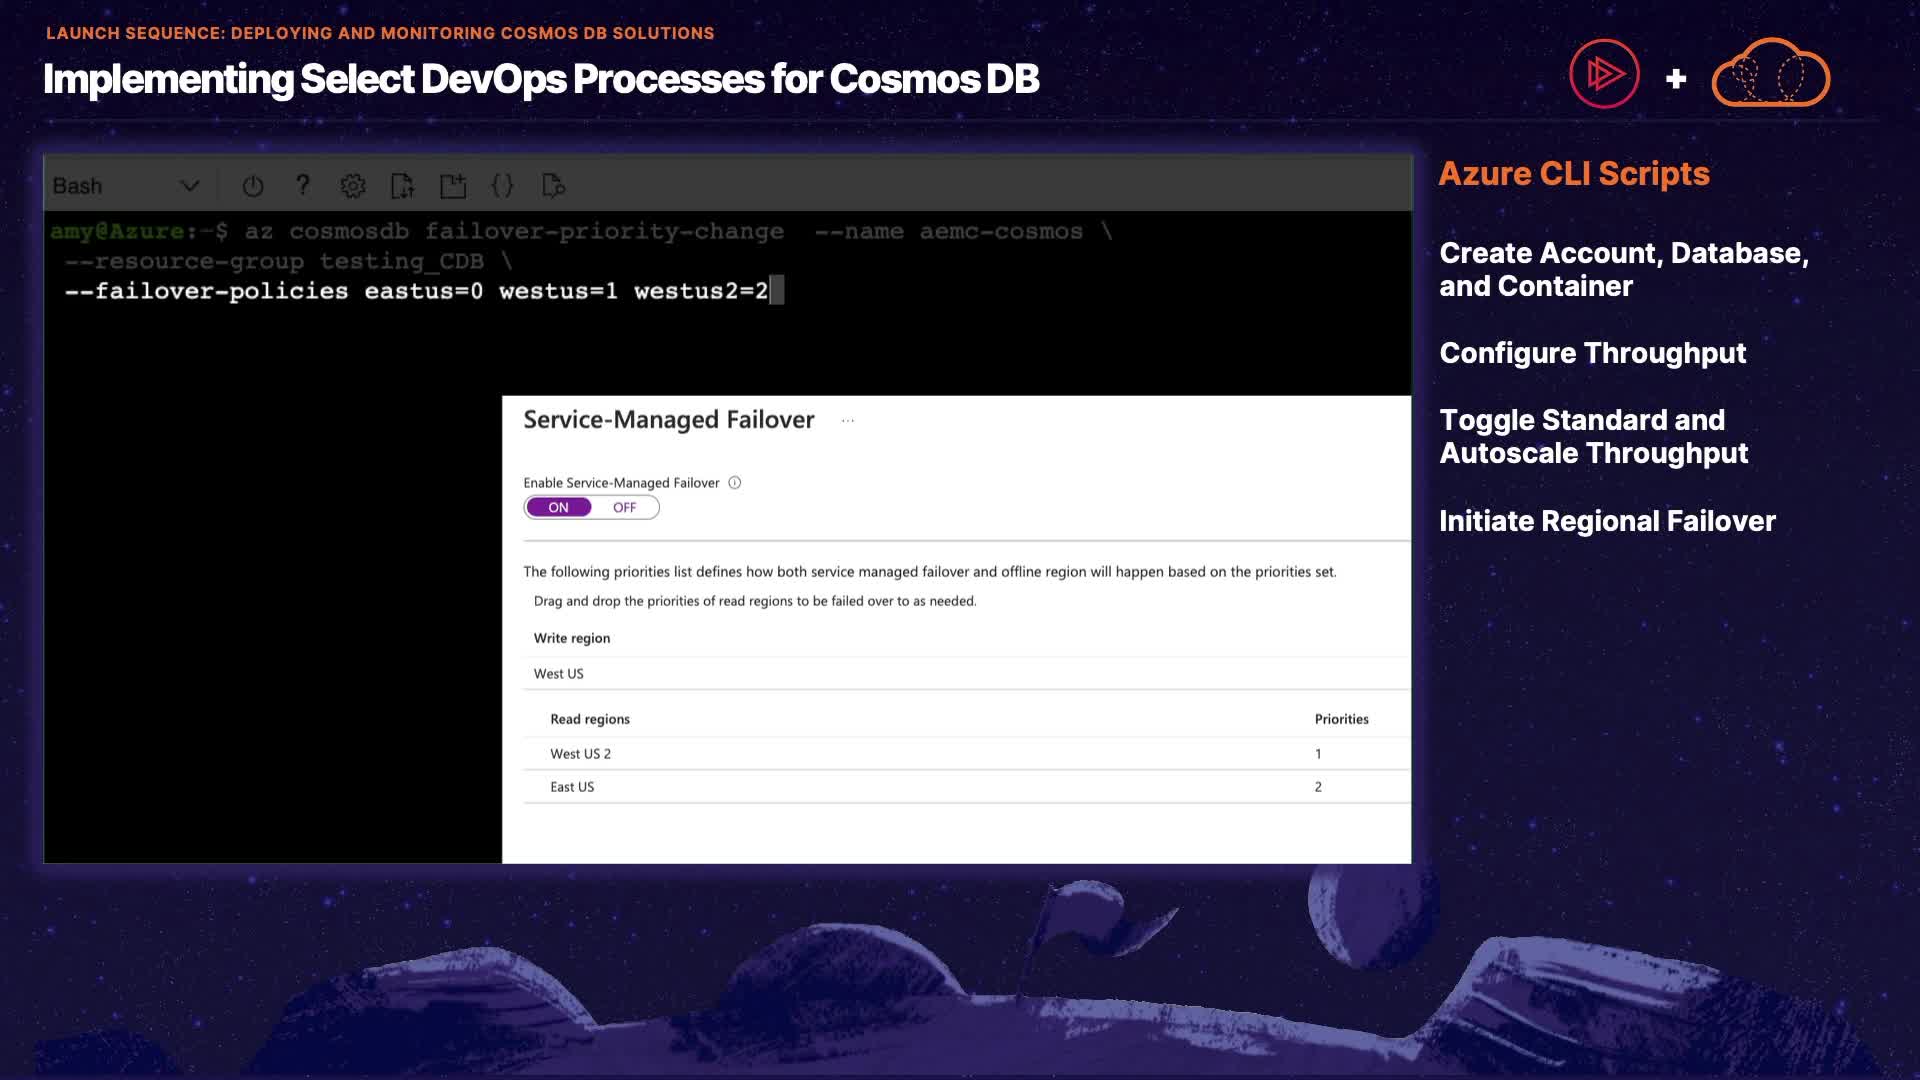 LAUNCH SEQUENCE: DEPLOYING AND MONITORING COSMOS DB SOLUTIONS
Implementing Select DevOps Processes for Cosmos DB
+
Bash
?
{}
amy@Azure:~$ az cosmosdb failover-priority-change  --name aemc-cosmos \
--resource-group testing_CDB \
--failover-policies eastus=0 westus=1 westus2=2
Service-Managed Failover ...
Enable Service-Managed Failover
ON OFF
The following priorities list defines how both service managed failover and offline region will happen based on the priorities set.
Drag and drop the priorities of read regions to be failed over to as needed.
Write region
West US
Read regions Priorities
West US 2 1
East US 2
Azure CLI Scripts
Create Account, Database,
and Container
Configure Throughput
Toggle Standard and
Autoscale Throughput
Initiate Regional Failover